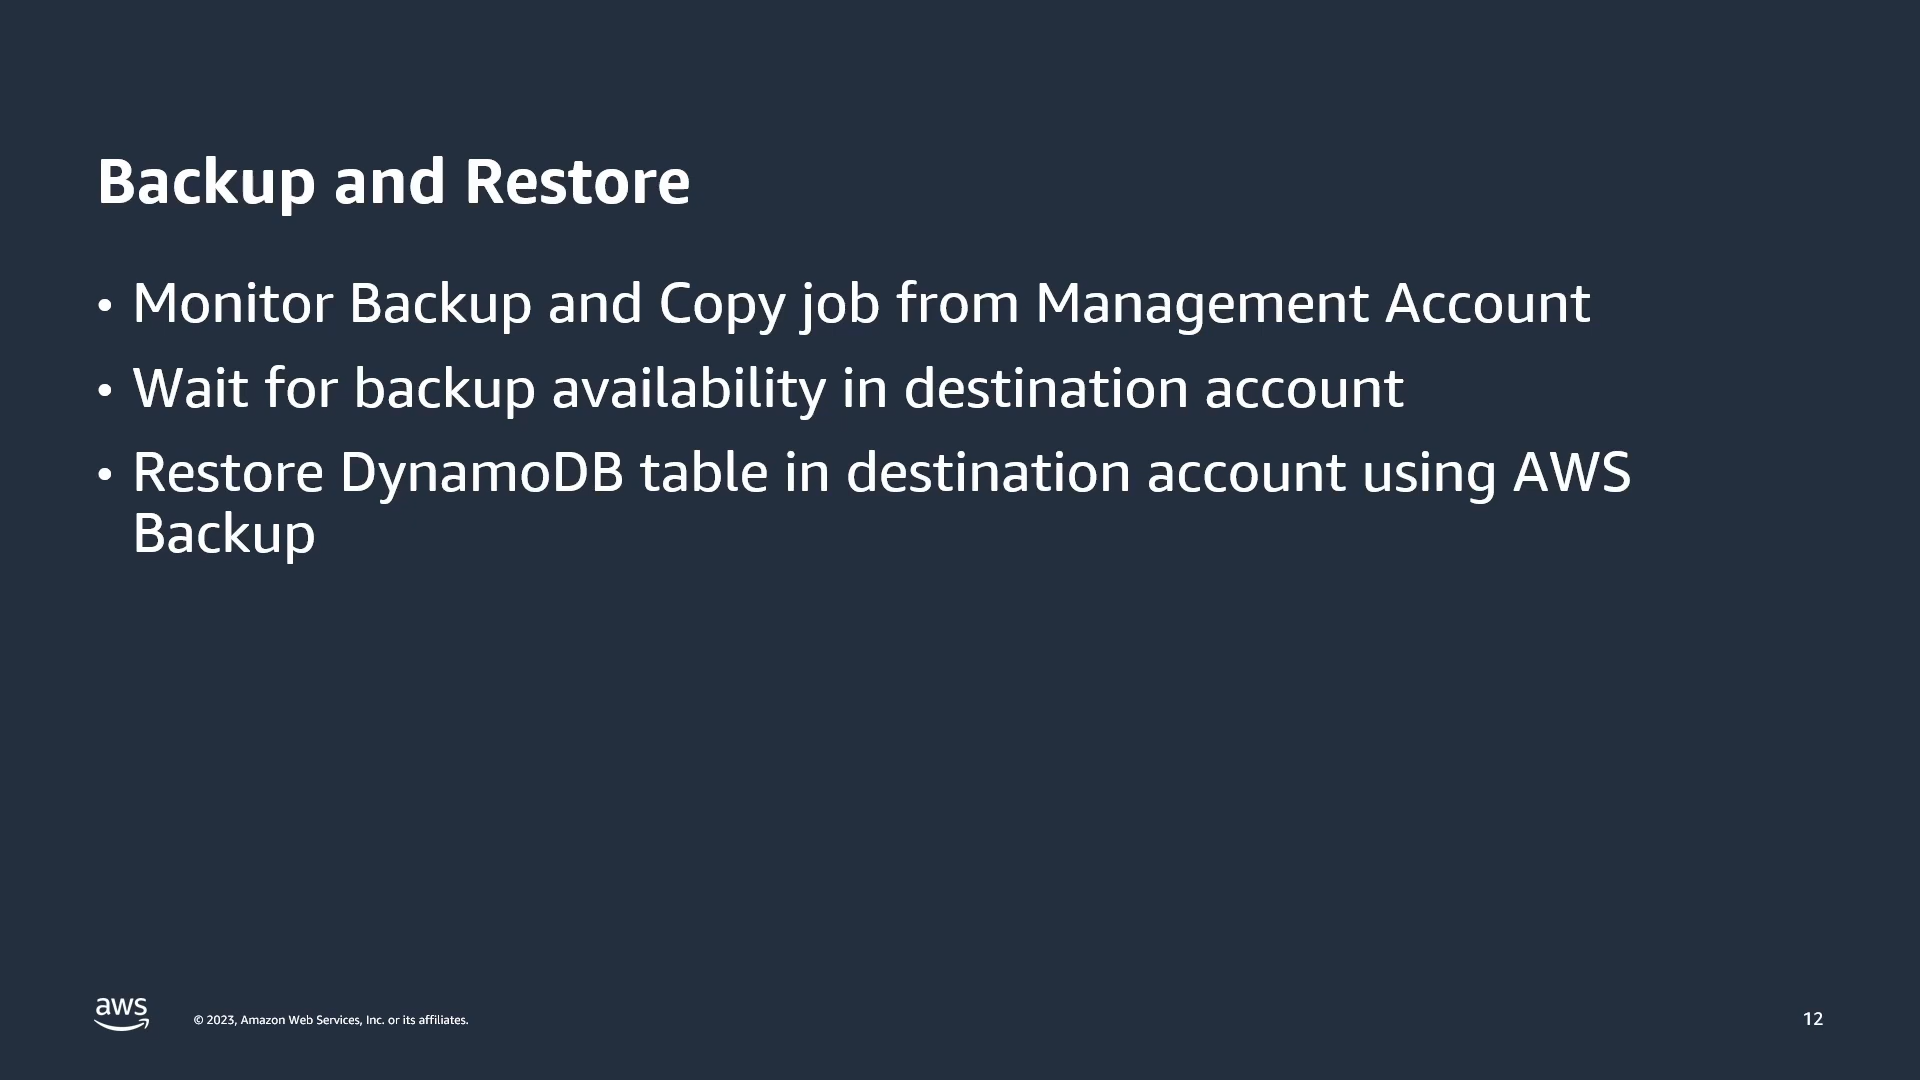 Backup and Restore
• Monitor Backup and Copy job from Management Account
• Wait for backup availability in destination account
• Restore DynamoDB table in destination account using AWS
Backup
aws
© 2023, Amazon Web Services, Inc. or its affiliates.
12